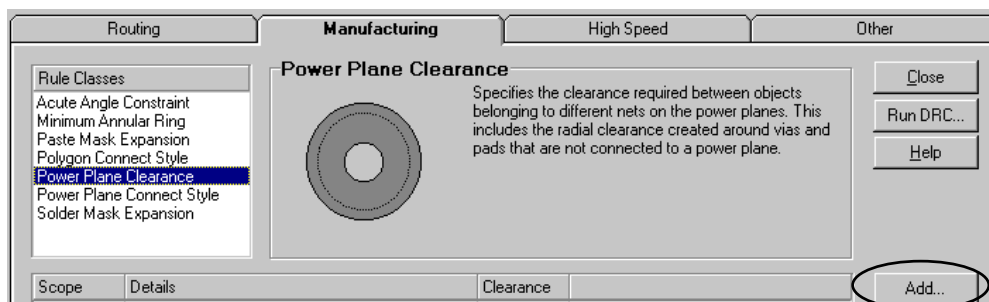 Routing Manufacturing High Speed Other
Rule Classes
Acute Angle Constraint
Minimum Annular Ring
Paste Mask Expansion
Polygon Connect Style
Power Plane Clearance
Power Plane Connect Style
Solder Mask Expansion
Power Plane Clearance
Specifies the clearance required between objects
belonging to different nets on the power planes. This
includes the radial clearance created around vias and
pads that are not connected to a power plane.
Close
Run DRC...
Help
Scope Details Clearance
Add...